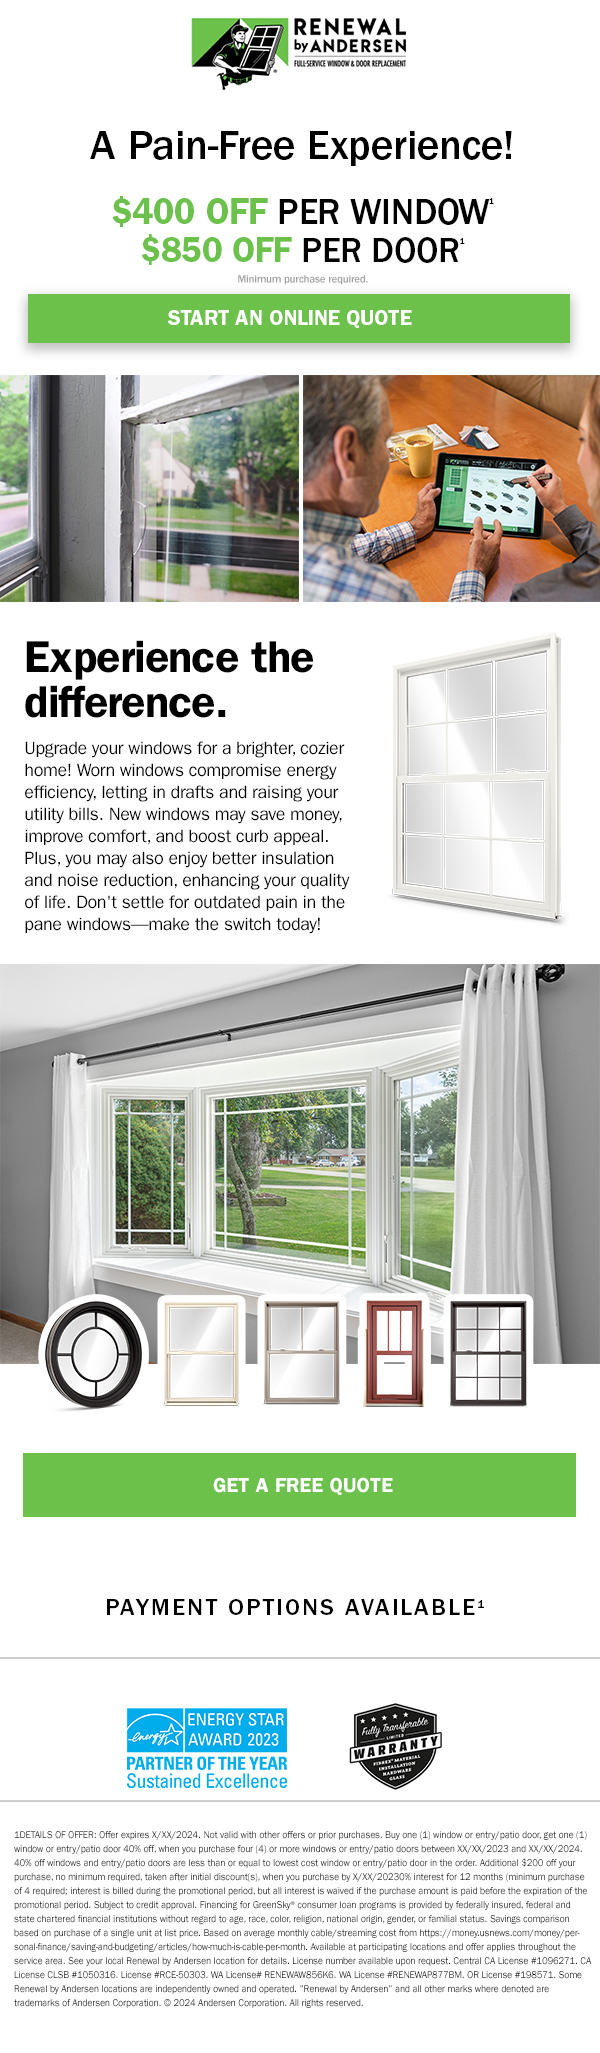 RENEWAL
by ANDERSEN
FULL-SERVICE WINDOW & DOOR REPLACEMENT
A Pain-Free Experience!
$400 OFF PER WINDOW¹
$850 OFF PER DOOR¹
Minimum purchase required.
START AN ONLINE QUOTE
Experience the
difference.
Upgrade your windows for a brighter, cozier
home! Worn windows compromise energy
efficiency, letting in drafts and raising your
utility bills. New windows may save money,
improve comfort, and boost curb appeal.
Plus, you may also enjoy better insulation
and noise reduction, enhancing your quality
of life. Don't settle for outdated pain in the
pane windows—make the switch today!
GET A FREE QUOTE
PAYMENT OPTIONS AVAILABLE¹
energy
ENERGY STAR
AWARD 2023
PARTNER OF THE YEAR
Sustained Excellence
Fully Transferable
LIMITED
WARRANTY
FIBREX® MATERIAL
INSTALLATION
HARDWARE
GLASS
1DETAILS OF OFFER: Offer expires X/XX/2024. Not valid with other offers or prior purchases. Buy one (1) window or entry/patio door, get one (1)
window or entry/patio door 40% off, when you purchase four (4) or more windows or entry/patio doors between XX/XX/2023 and XX/XX/2024.
40% off windows and entry/patio doors are less than or equal to lowest cost window or entry/patio door in the order. Additional $200 off your
purchase, no minimum required, taken after initial discount(s), when you purchase by X/XX/20230% interest for 12 months (minimum purchase
of 4 required; interest is billed during the promotional period, but all interest is waived if the purchase amount is paid before the expiration of the
promotional period. Subject to credit approval. Financing for GreenSky® consumer loan programs is provided by federally insured, federal and
state chartered financial institutions without regard to age, race, color, religion, national origin, gender, or familial status. Savings comparison
based on purchase of a single unit at list price. Based on average monthly cable/streaming cost from https://money.usnews.com/money/per-
sonal-finance/saving-and-budgeting/articles/how-much-is-cable-per-month. Available at participating locations and offer applies throughout the
service area. See your local Renewal by Andersen location for details. License number available upon request. Central CA License #1096271. CA
License CLSB #1050316. License #RCE-50303. WA License# RENEWAW856K6. WA License #RENEWAP877BM. OR License #198571. Some
Renewal by Andersen locations are independently owned and operated. "Renewal by Andersen" and all other marks where denoted are
trademarks of Andersen Corporation. © 2024 Andersen Corporation. All rights reserved.